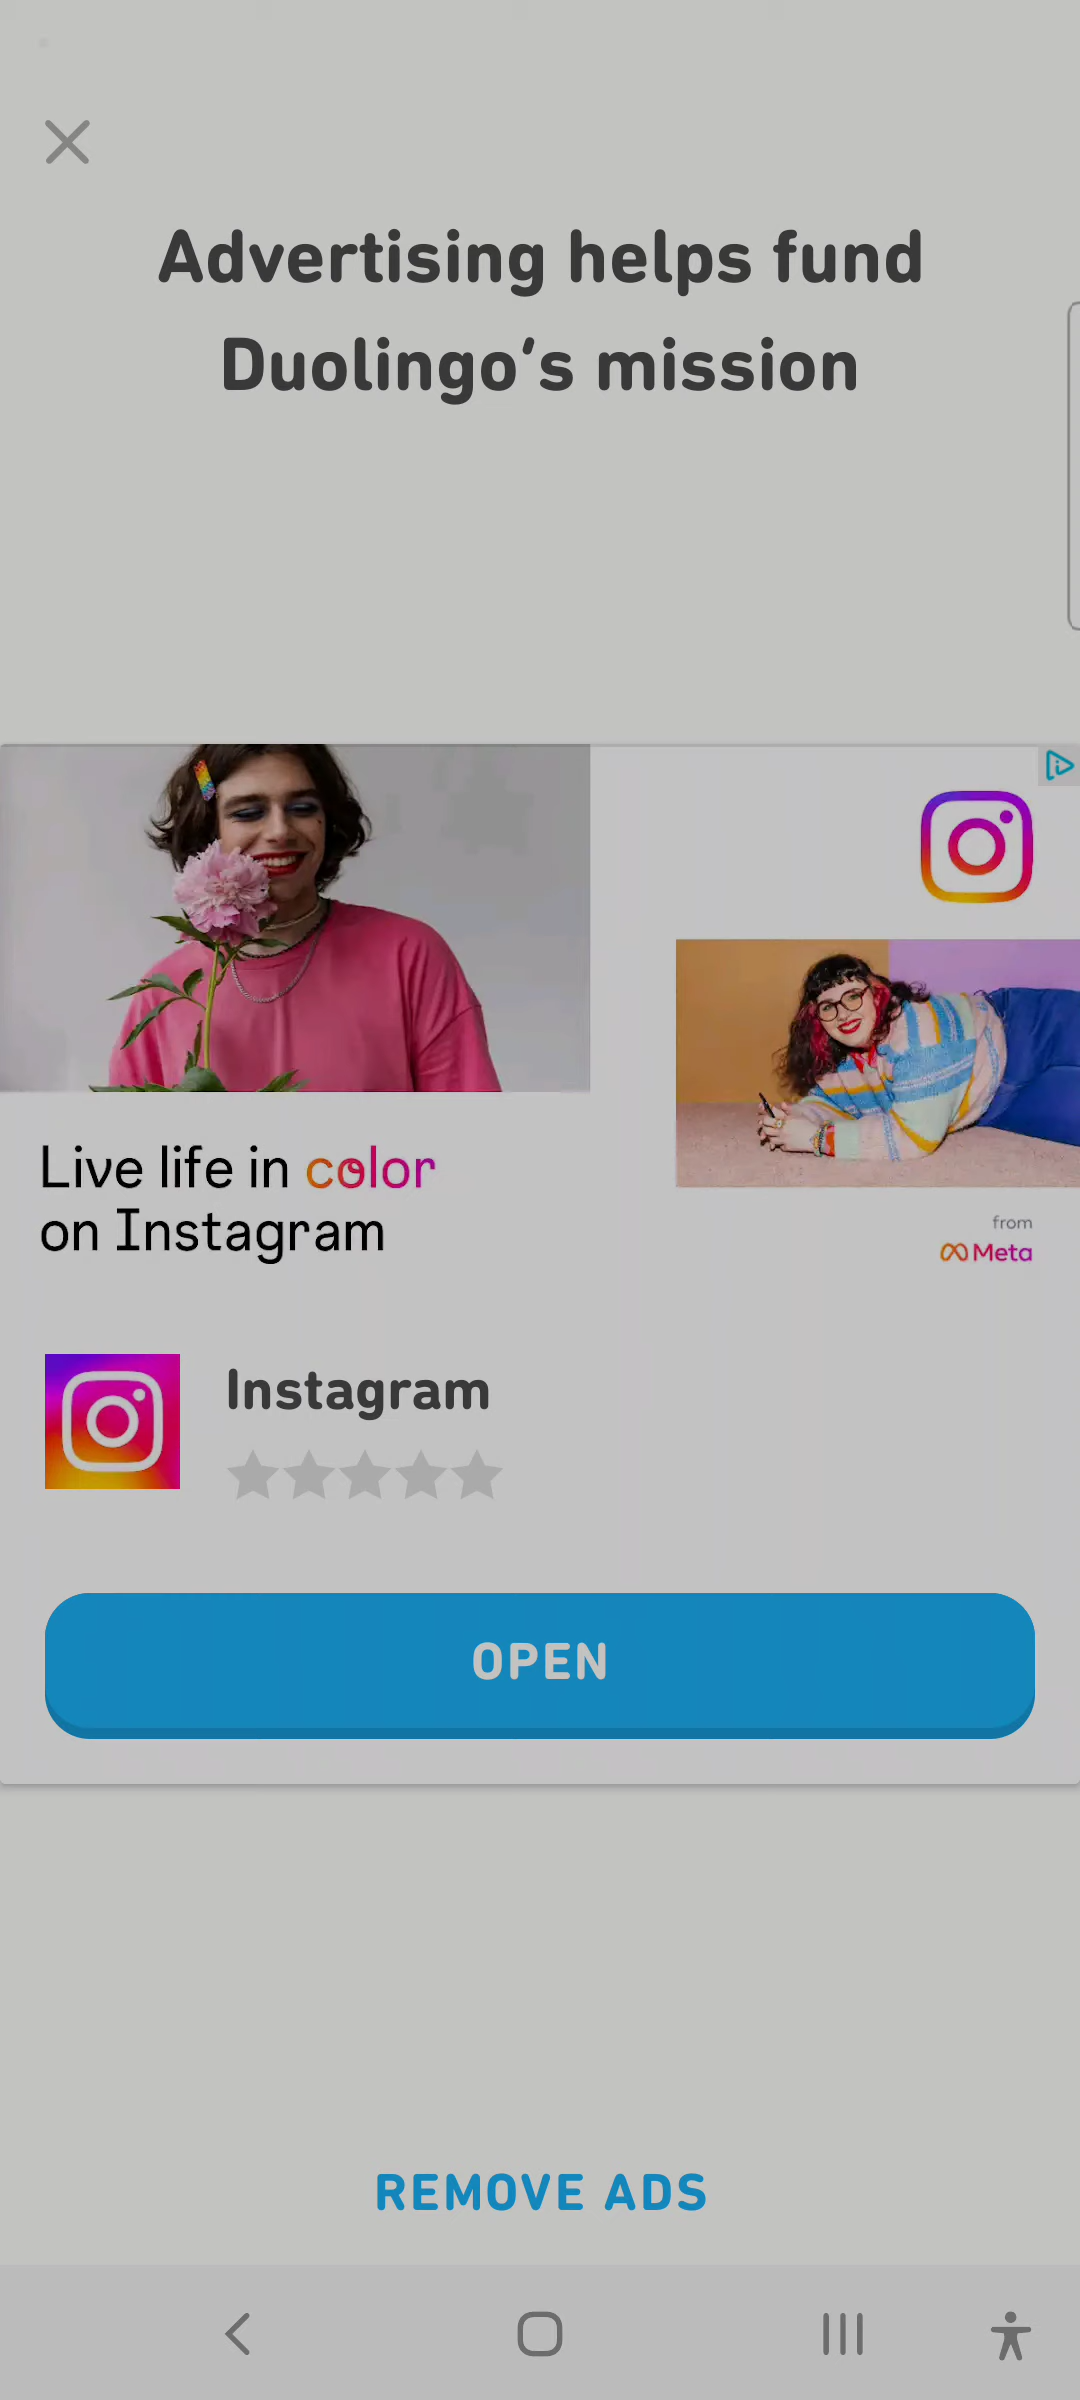 Advertising helps fund
Duolingo's mission
Live life in color
on Instagram
from
Meta
Instagram
OPEN
REMOVE ADS